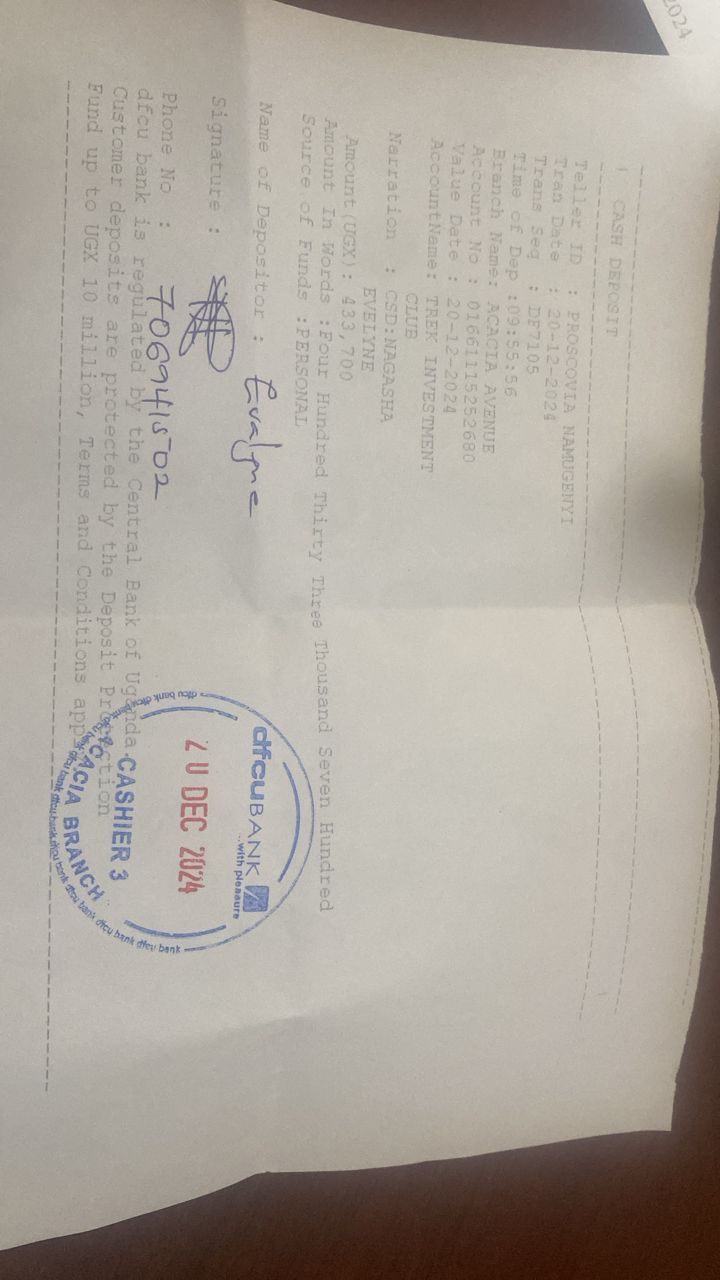 2024
CASH DEPOSIT
Teller ID : PROSCOVIA NAMUGENYI
Tran Date : 20-12-2024
Trans Seq : DF7105
Time of Dep :09:55:56
Branch Name: ACACIA AVENUE
Account No : 01661115252680
Value Date : 20-12-2024
AccountName: TREK INVESTMENT
CLUB
Narration : CSD:NAGASHA
EVELYNE
Amount(UGX): 433,700
Amount In Words :Four Hundred Thirty Three Thousand Seven Hundred
Source of Funds :PERSONAL
Name of Depositor : Evalyne
Signature :
Phone No : 706941502
dfcu bank is regulated by the Central Bank of Uganda.
Customer deposits are protected by the Deposit Protection
Fund up to UGX 10 million, Terms and Conditions app
dfcu BANK
...with pleasure
20 DEC 2024
CASHIER 3
ACACIA BRANCH
dfcu bank dfcu bank dfcu bank dfcu bank dfcu bank